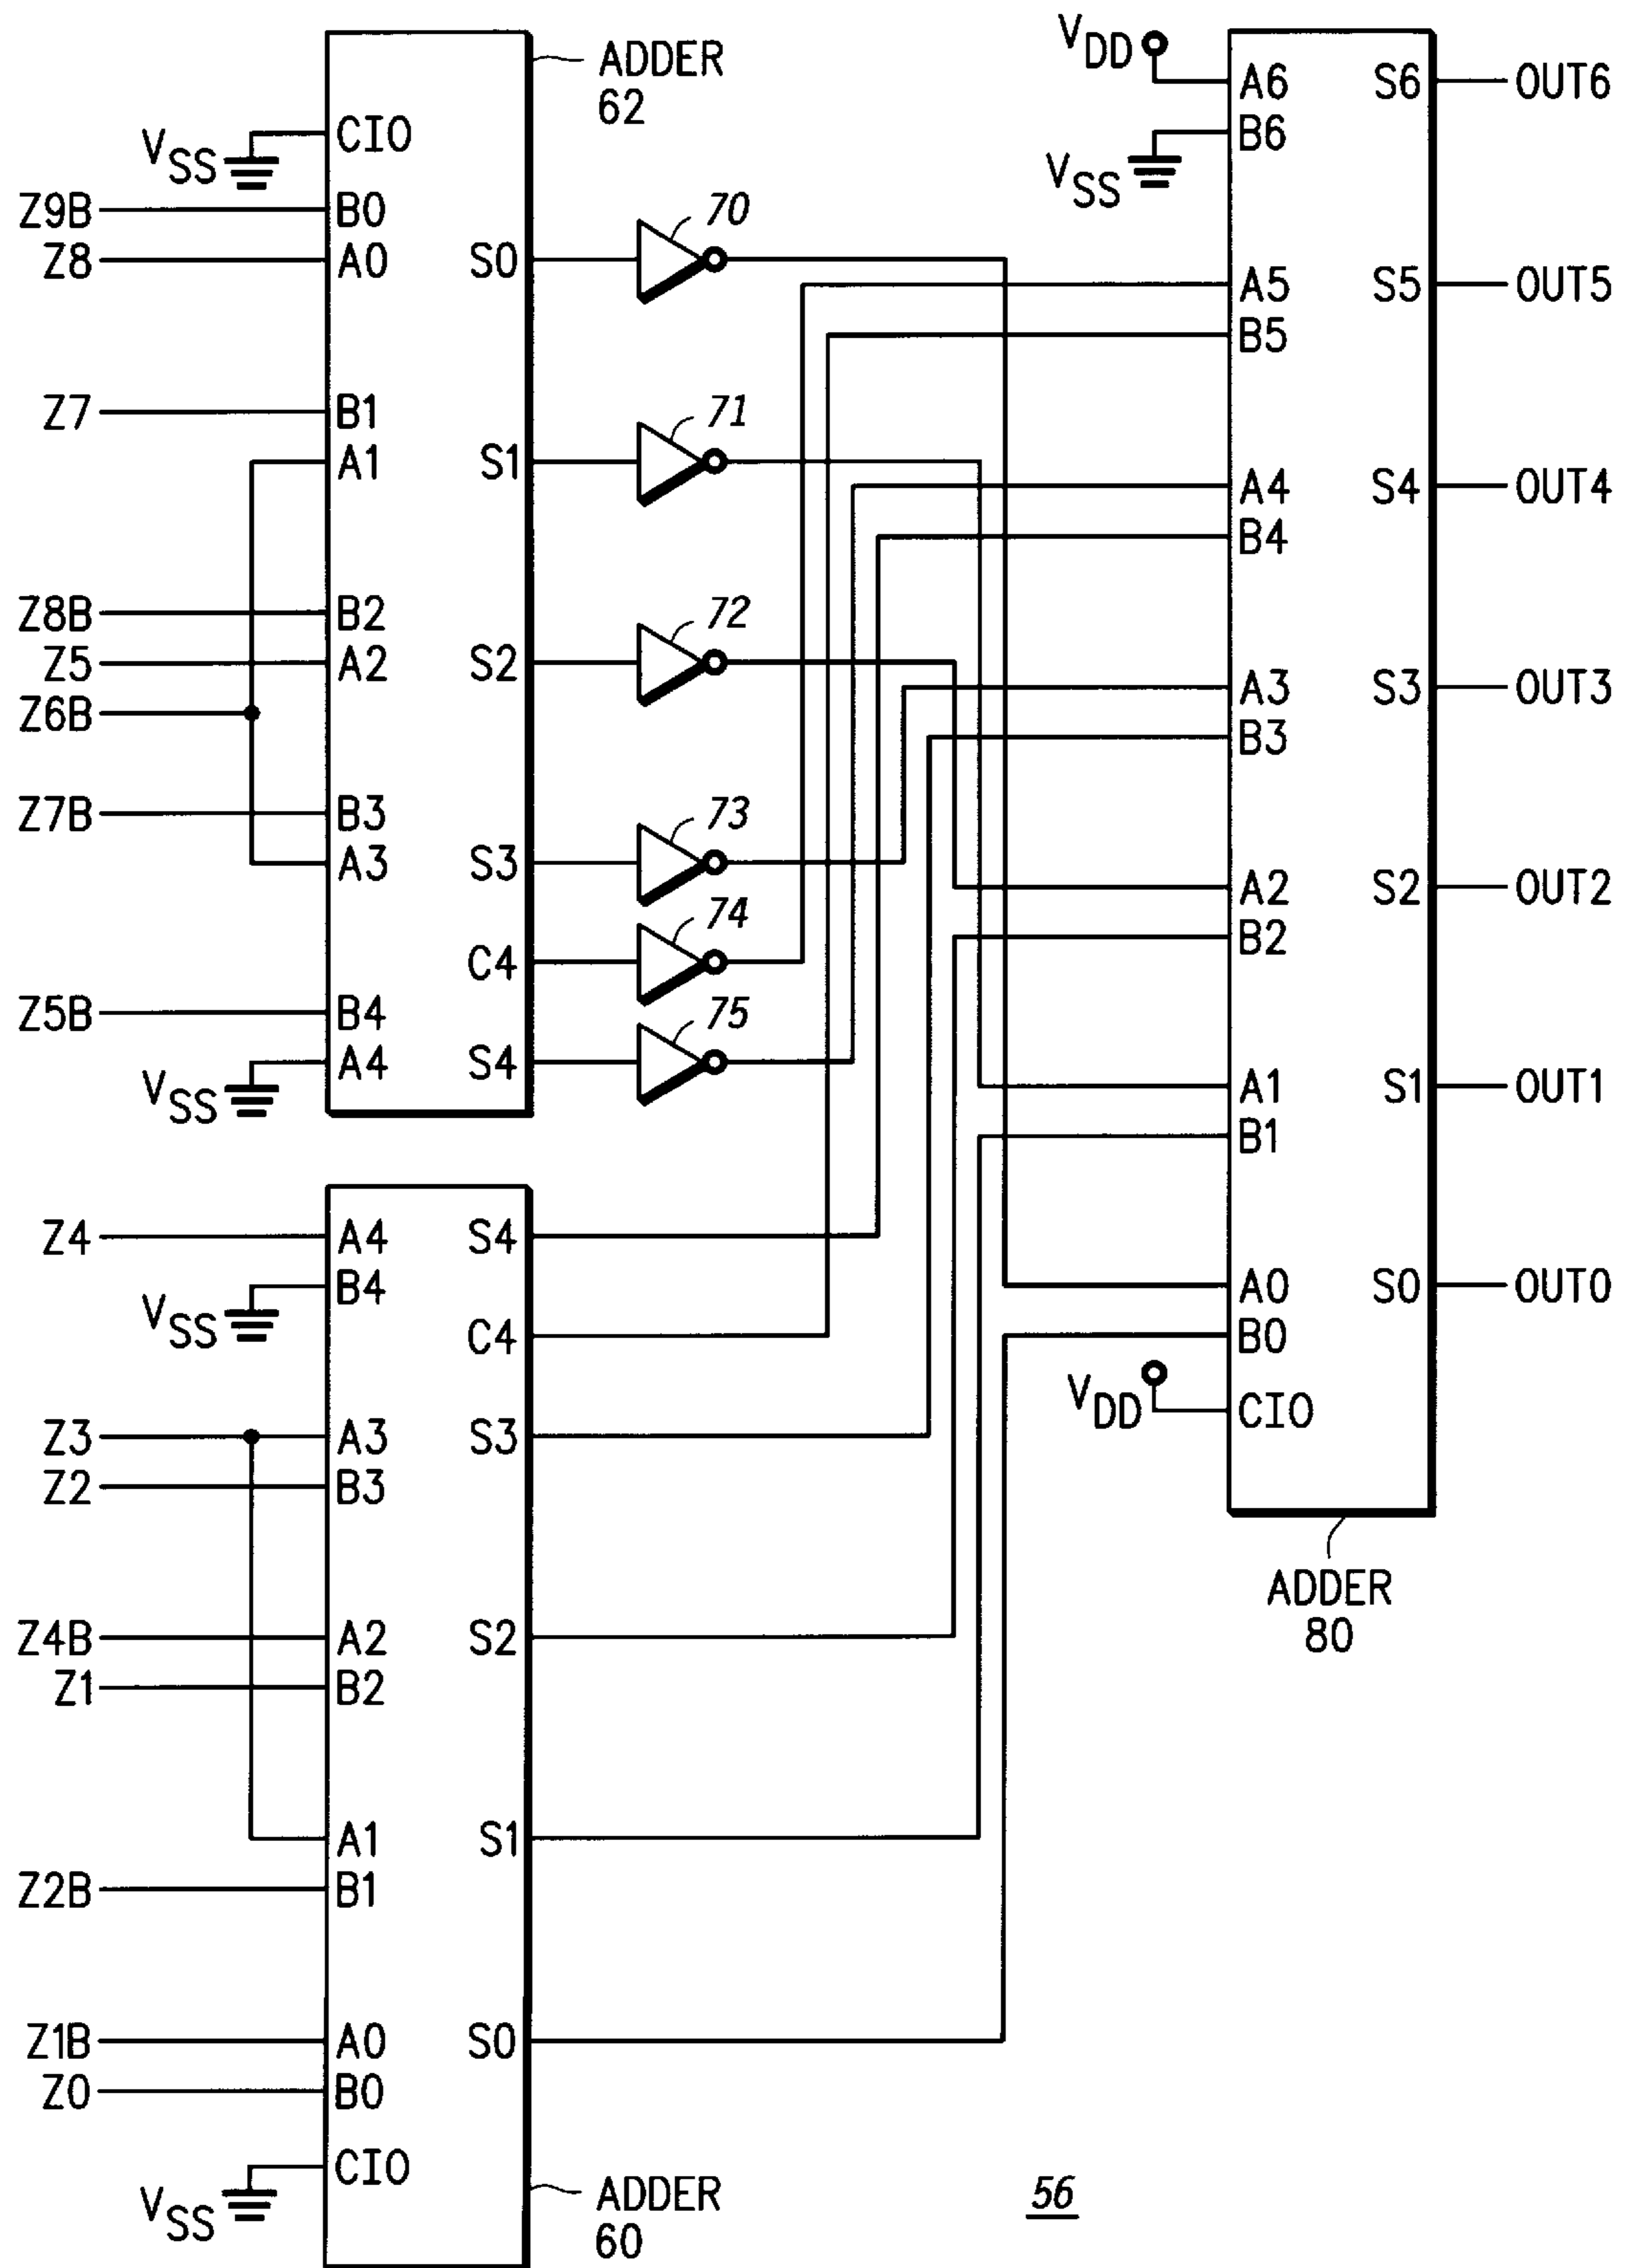 ADDER
62
VSS
CI0
Z9B
B0
Z8
A0
S0
70
Z7
B1
A1
S1
71
Z8B
B2
Z5
A2
S2
72
Z6B
Z7B
B3
A3
S3
73
C4
74
Z5B
B4
VSS
A4
S4
75
Z4
A4
S4
VSS
B4
C4
Z3
A3
S3
Z2
B3
Z4B
A2
S2
Z1
B2
A1
S1
Z2B
B1
Z1B
A0
S0
Z0
B0
VSS
CI0
ADDER
60
VDD
A6
S6
OUT6
VSS
B6
A5
S5
OUT5
B5
A4
S4
OUT4
B4
A3
S3
OUT3
B3
A2
S2
OUT2
B2
A1
S1
OUT1
B1
A0
S0
OUT0
B0
VDD
CI0
ADDER
80
56